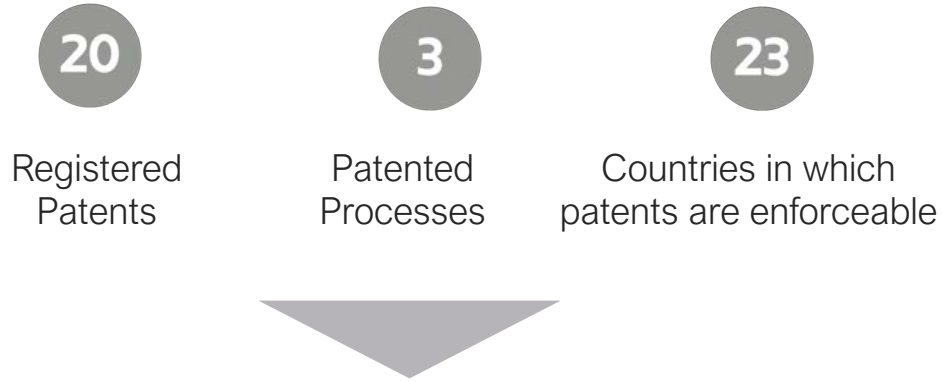 20
3
23
Registered
Patents
Patented
Processes
Countries in which
patents are enforceable